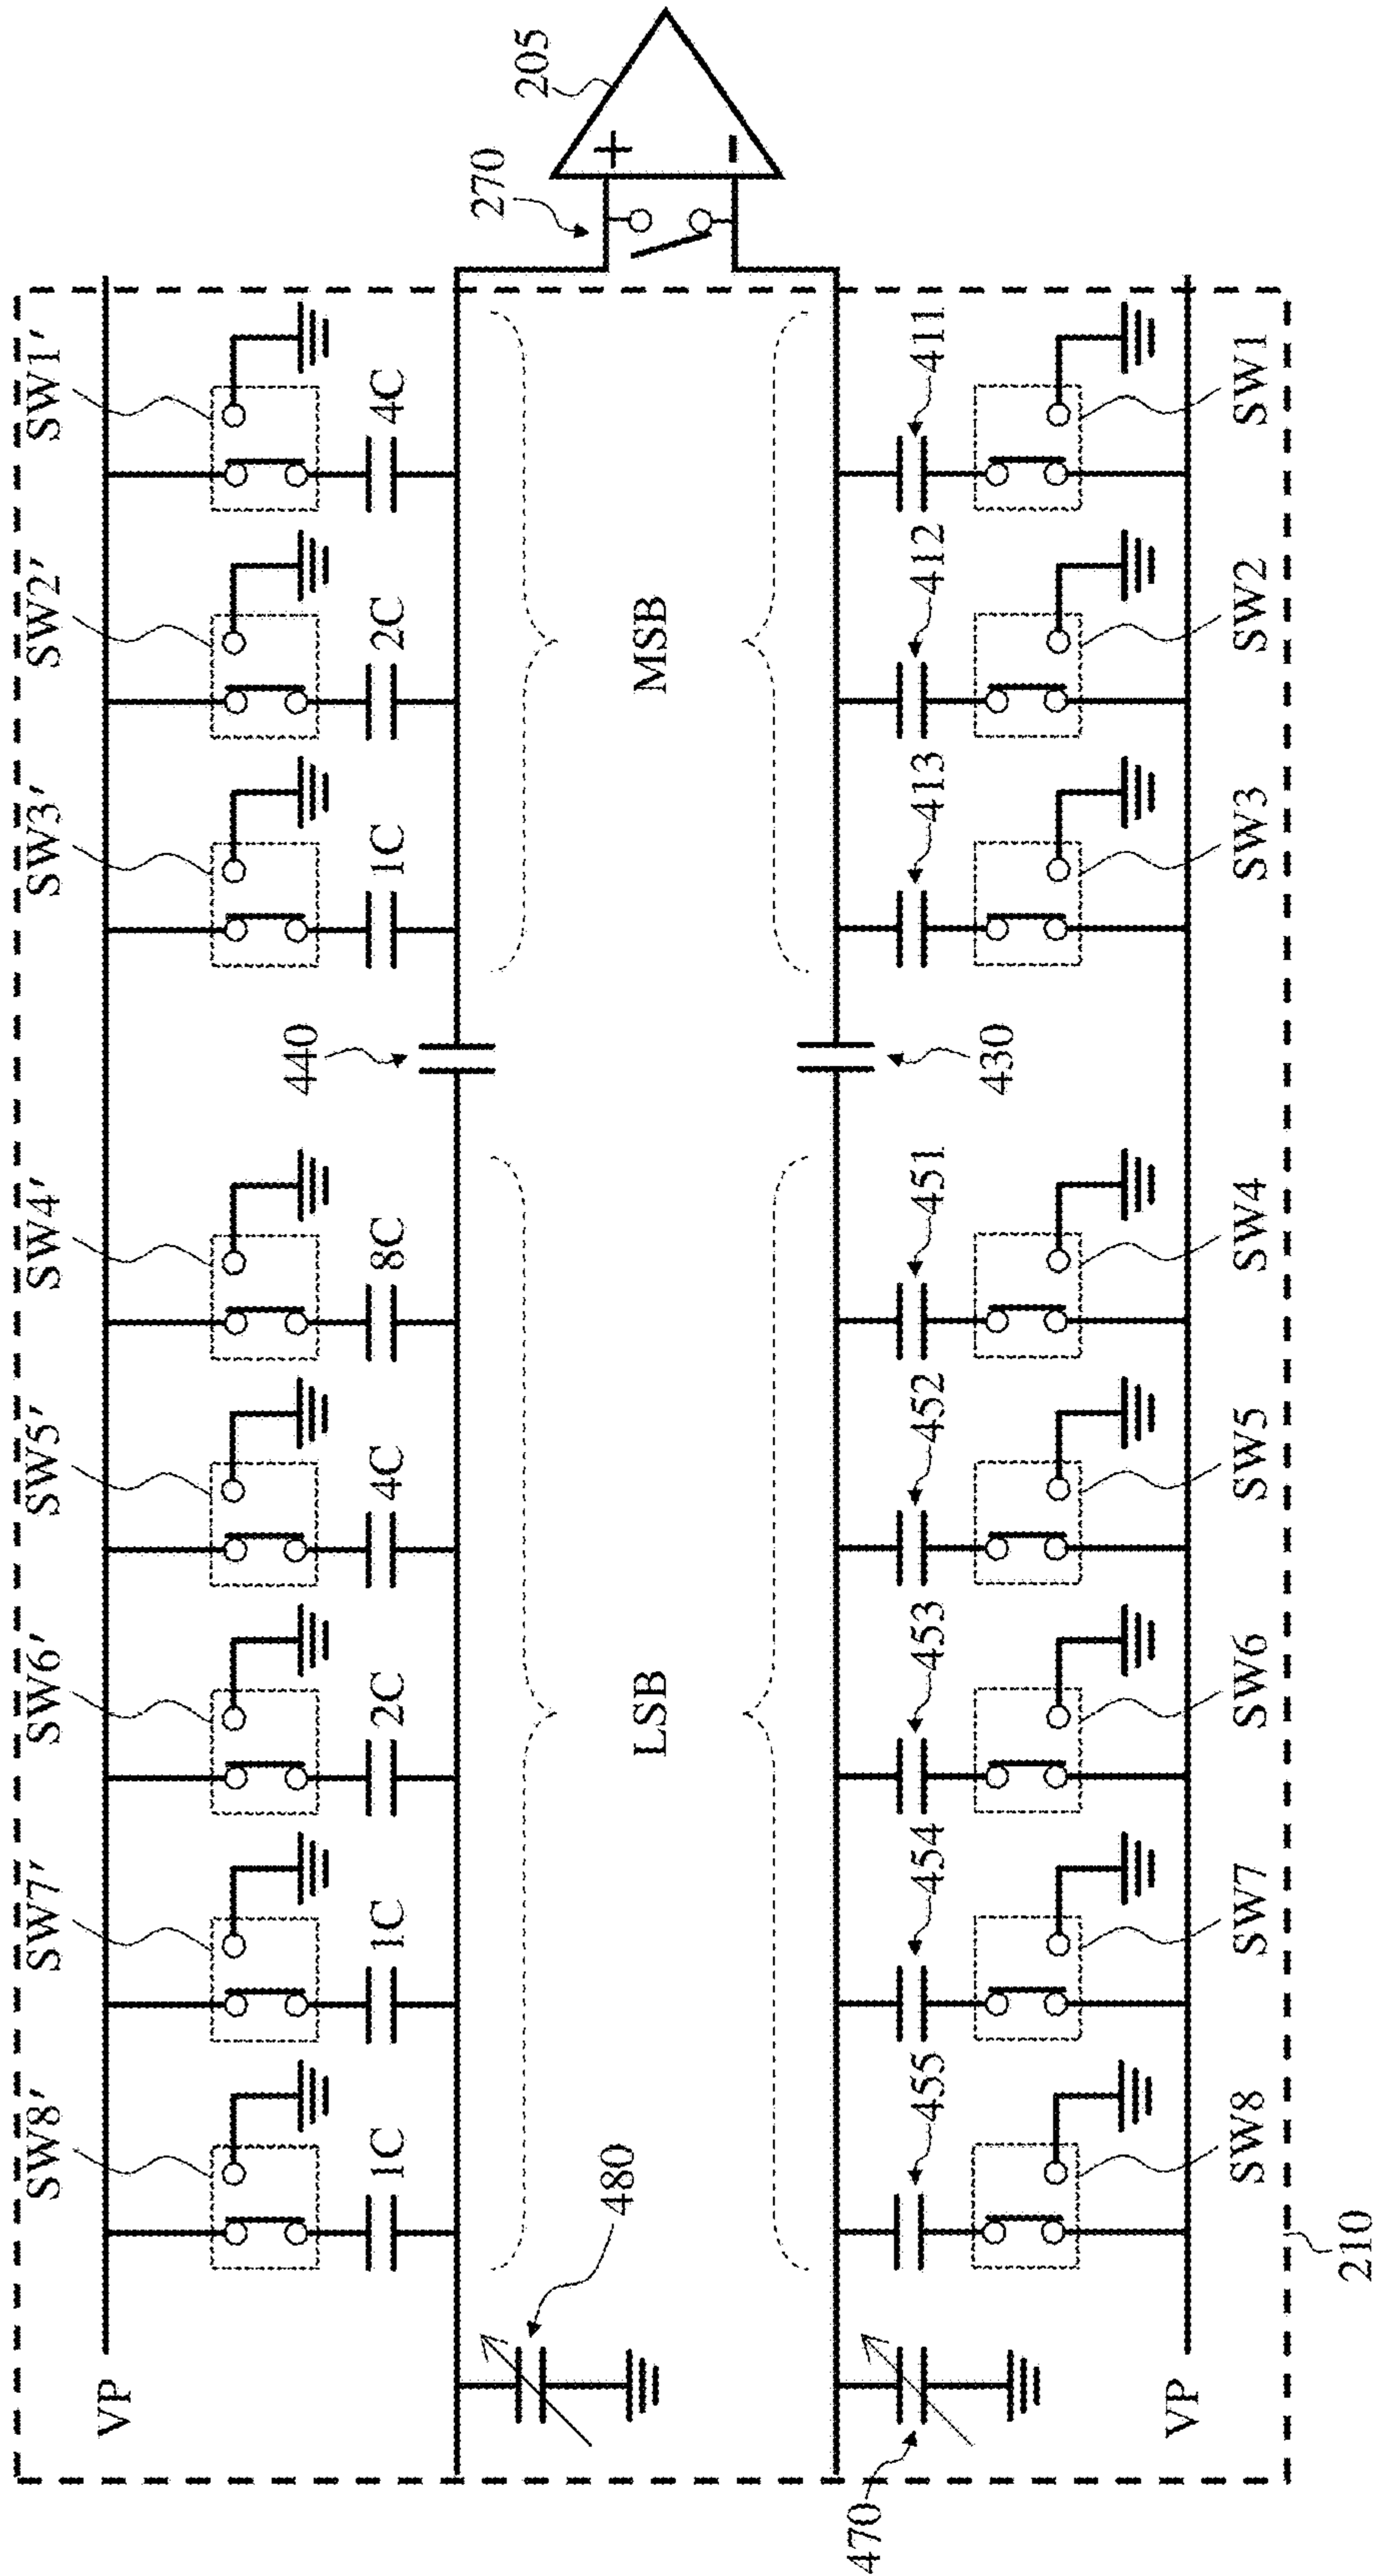 SW8′ SW7′ SW6′ SW5′ SW4′ SW3′ SW2′ SW1′
VP
1C 1C 2C 4C 8C 440 1C 2C 4C
270 205
+
480 LSB MSB
-
470 455 454 453 452 451 430 413 412 411
VP
SW8 SW7 SW6 SW5 SW4 SW3 SW2 SW1
210